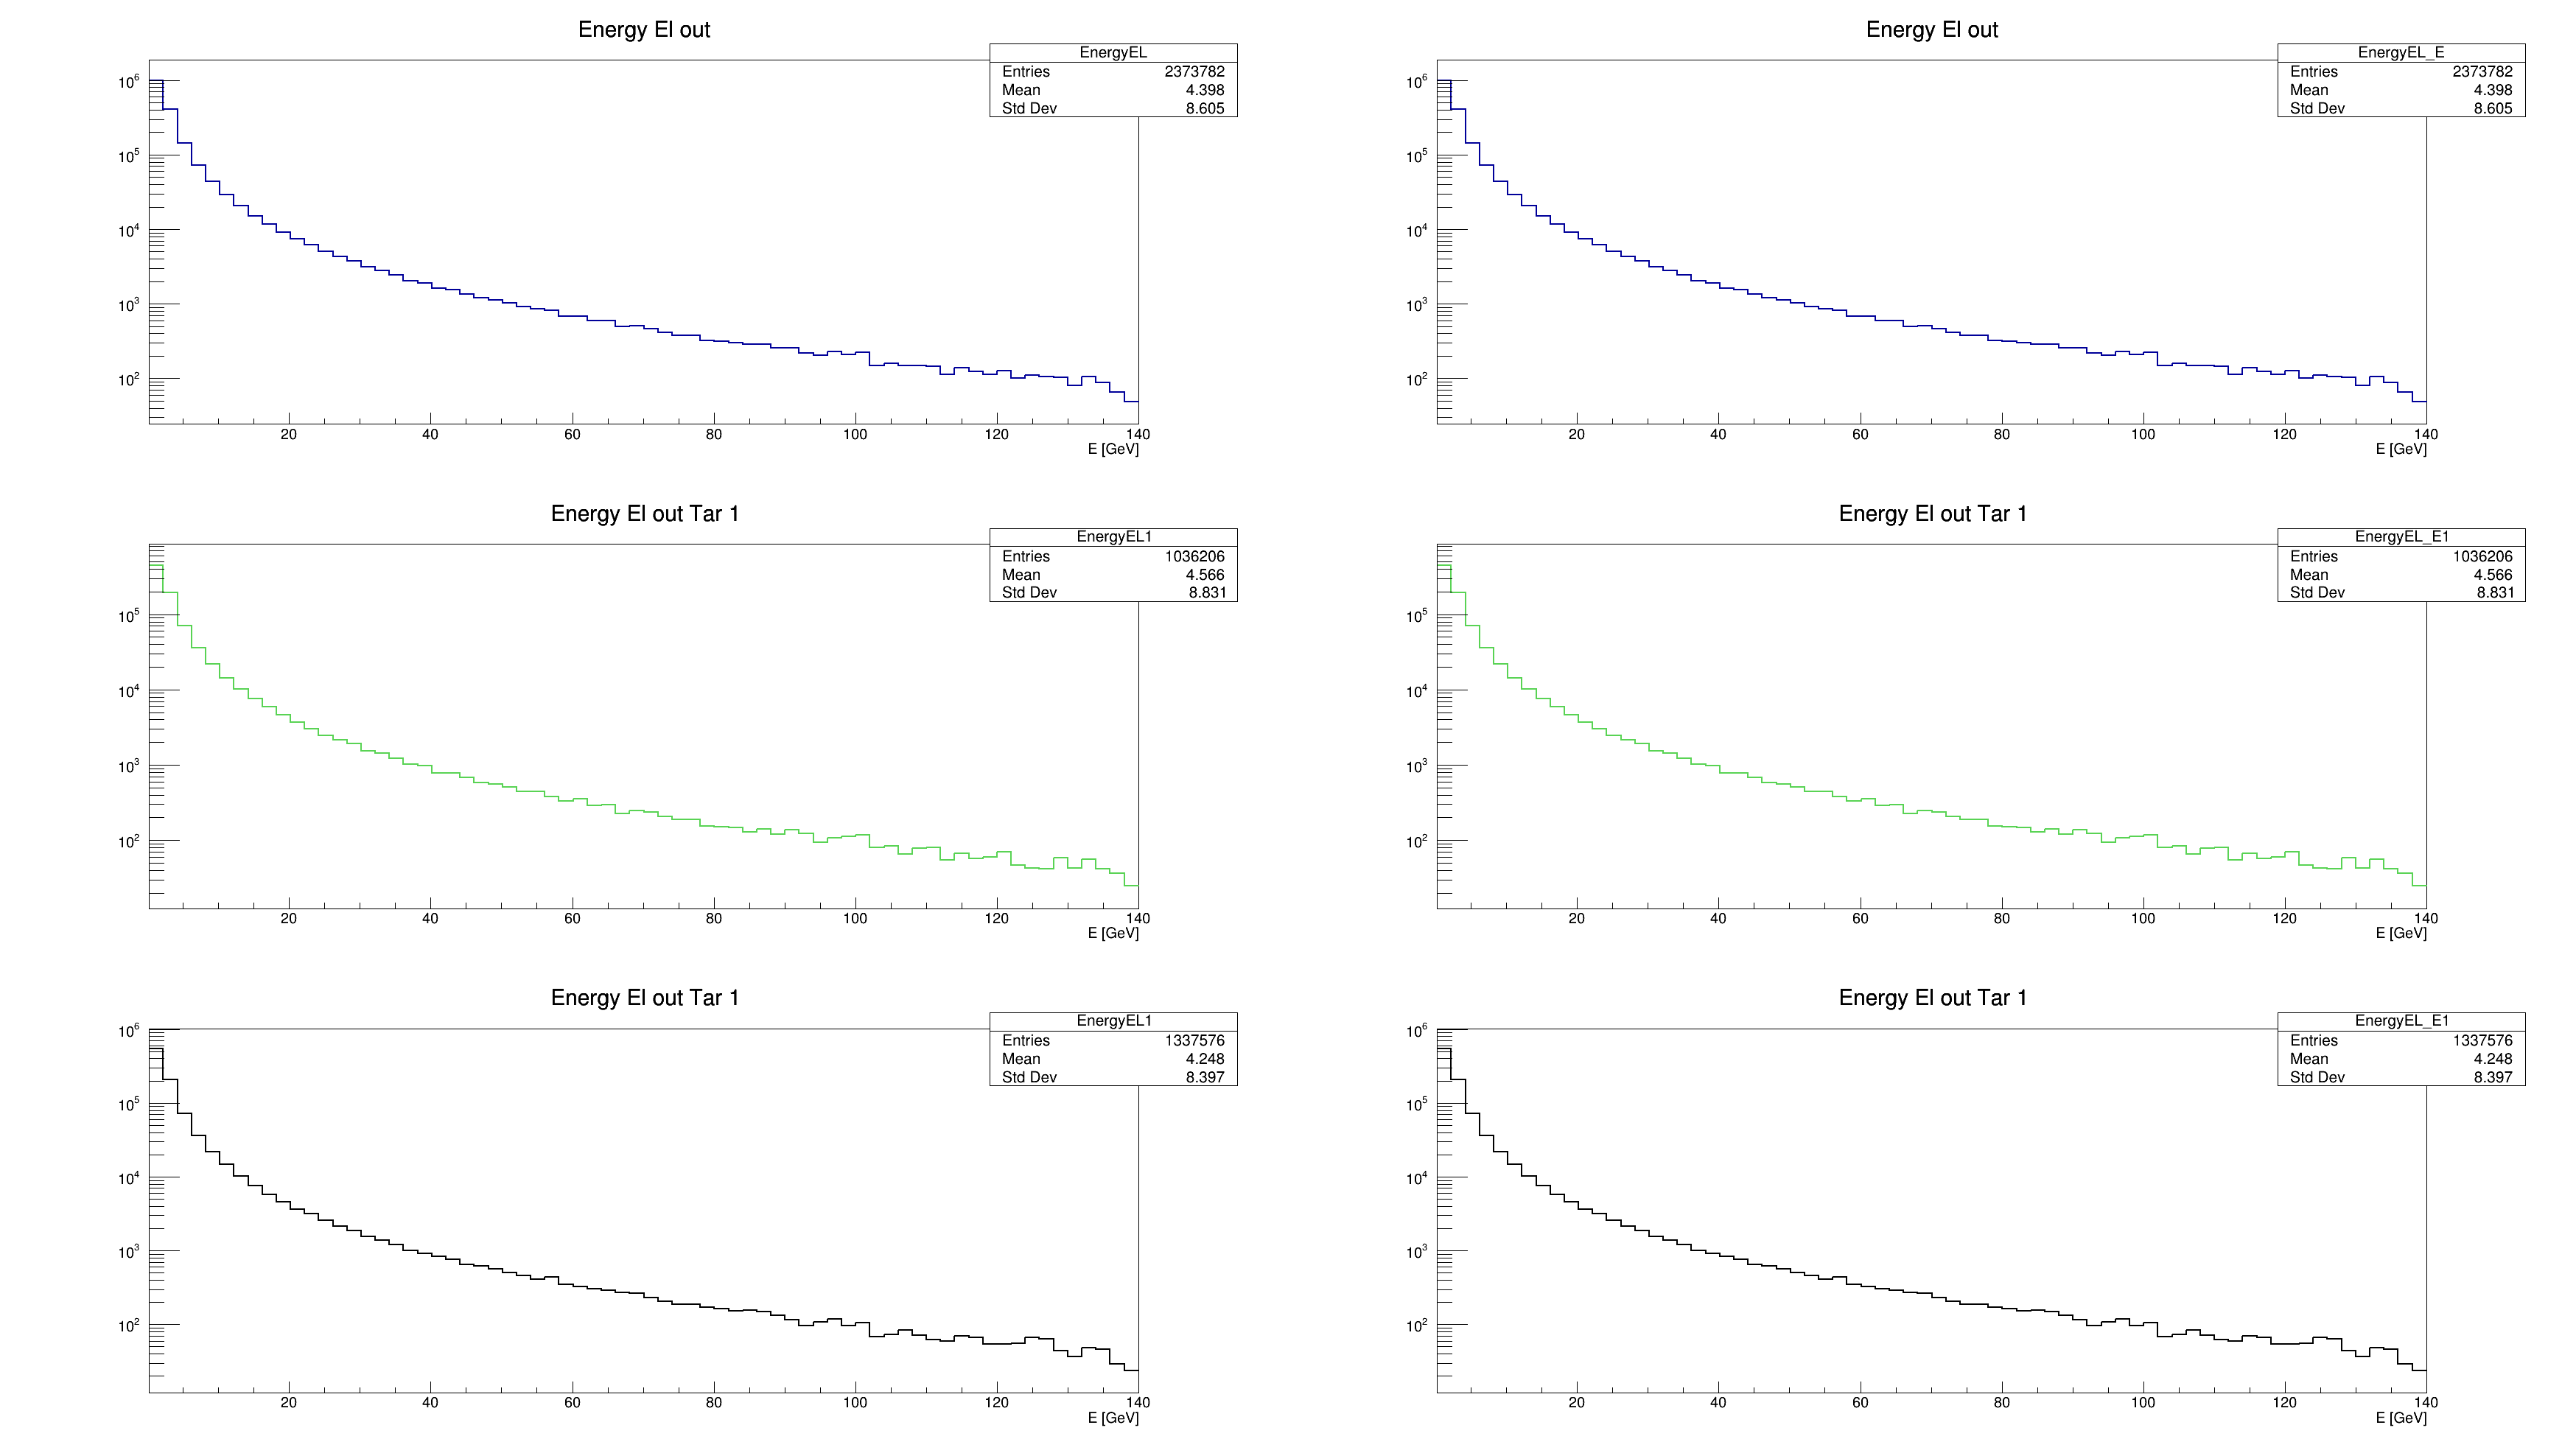 Energy El out
EnergyEL
Entries 2373782
Mean 4.398
Std Dev 8.605
10^6
10^5
10^4
10^3
10^2
20 40 60 80 100 120 140
E [GeV]
Energy El out
EnergyEL_E
Entries 2373782
Mean 4.398
Std Dev 8.605
10^6
10^5
10^4
10^3
10^2
20 40 60 80 100 120 140
E [GeV]
Energy El out Tar 1
EnergyEL1
Entries 1036206
Mean 4.566
Std Dev 8.831
10^5
10^4
10^3
10^2
20 40 60 80 100 120 140
E [GeV]
Energy El out Tar 1
EnergyEL_E1
Entries 1036206
Mean 4.566
Std Dev 8.831
10^5
10^4
10^3
10^2
20 40 60 80 100 120 140
E [GeV]
Energy El out Tar 1
EnergyEL1
Entries 1337576
Mean 4.248
Std Dev 8.397
10^6
10^5
10^4
10^3
10^2
20 40 60 80 100 120 140
E [GeV]
Energy El out Tar 1
EnergyEL_E1
Entries 1337576
Mean 4.248
Std Dev 8.397
10^6
10^5
10^4
10^3
10^2
20 40 60 80 100 120 140
E [GeV]